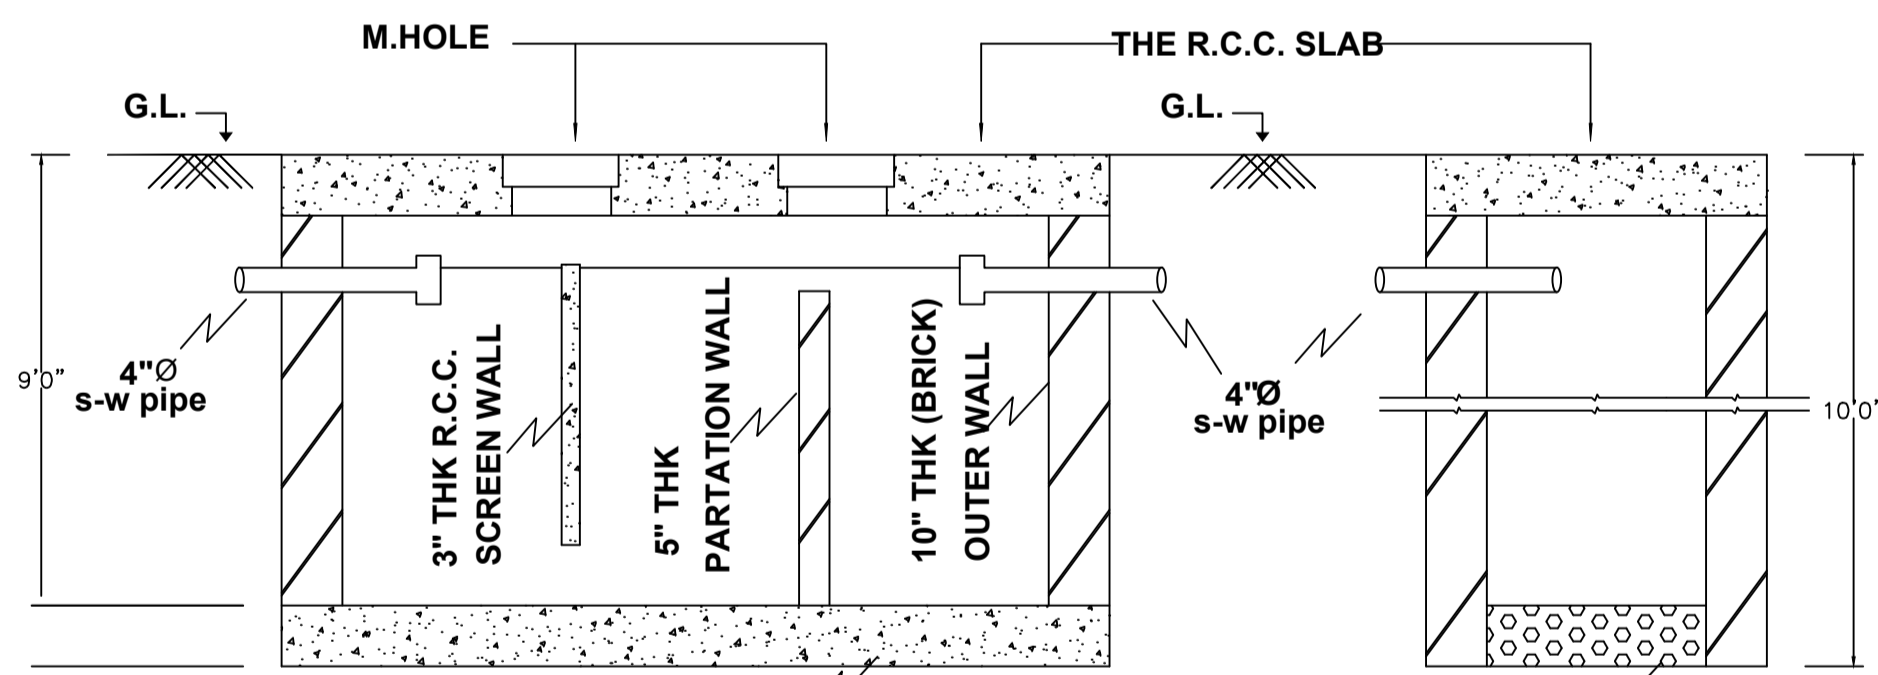 M.HOLE
THE R.C.C. SLAB
G.L.
G.L.
9'0"
4"Ø
s-w pipe
3" THK R.C.C.
SCREEN WALL
5" THK
PARTATION WALL
10" THK (BRICK)
OUTER WALL
4"Ø
s-w pipe
10'0'